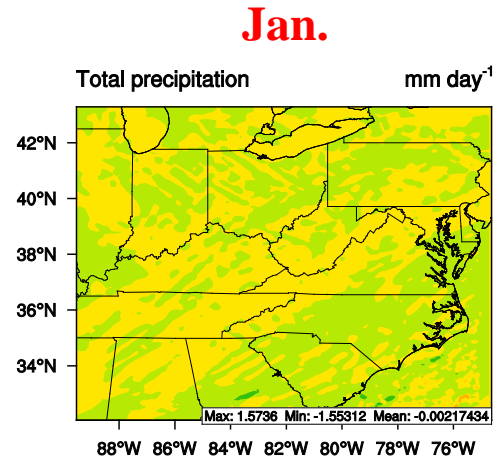 Jan.
Total precipitation mm day-1
42°N
40°N
38°N
36°N
34°N
Max: 1.5736 Min: -1.55312 Mean: -0.00217434
88°W 86°W 84°W 82°W 80°W 78°W 76°W